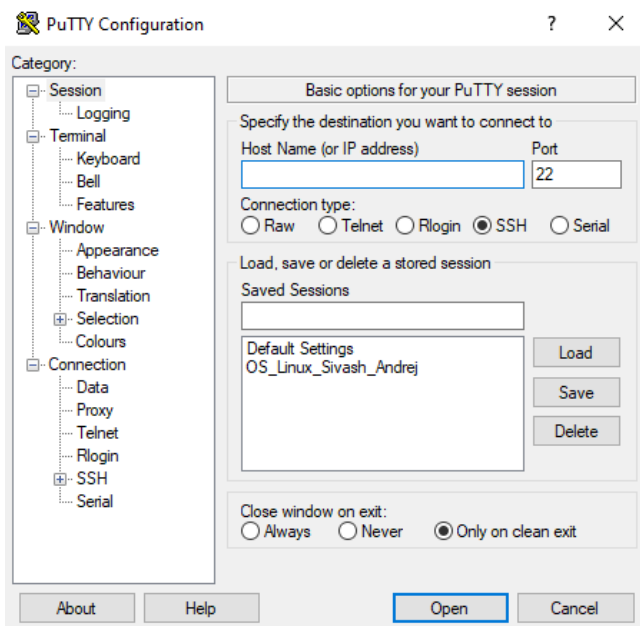 PuTTY Configuration
?
Category:
Session
Logging
Terminal
Keyboard
Bell
Features
Window
Appearance
Behaviour
Translation
Selection
Colours
Connection
Data
Proxy
Telnet
Rlogin
SSH
Serial
Basic options for your PuTTY session
Specify the destination you want to connect to
Host Name (or IP address) Port
22
Connection type:
Raw Telnet Rlogin SSH Serial
Load, save or delete a stored session
Saved Sessions
Default Settings
OS_Linux_Sivash_Andrej
Load
Save
Delete
Close window on exit:
Always Never Only on clean exit
About Help Open Cancel